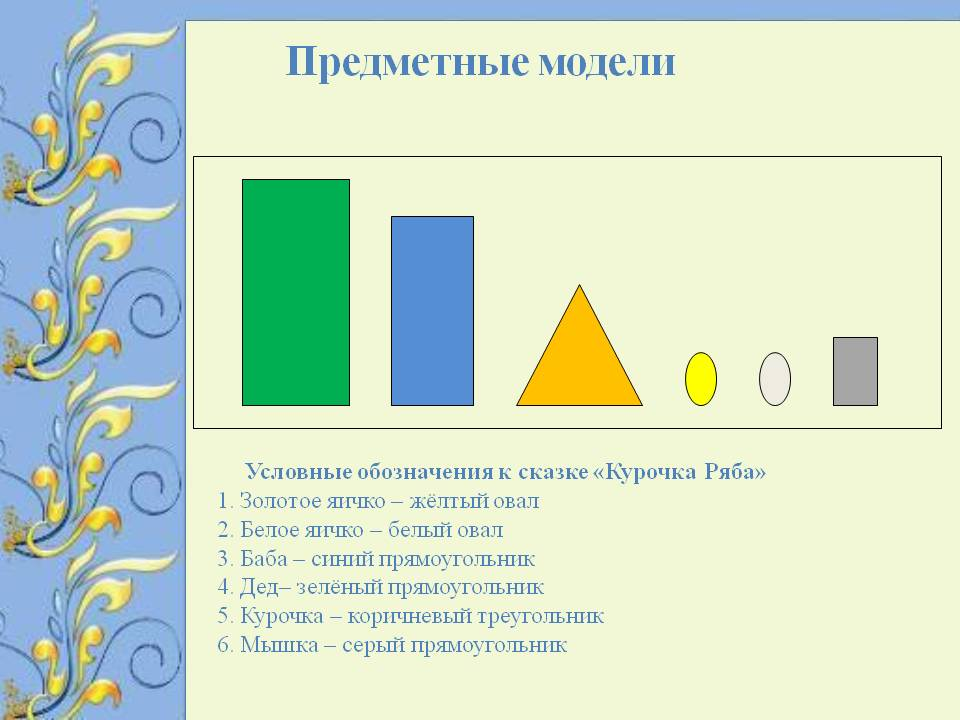 Предметные модели
Условные обозначения к сказке «Курочка Ряба»
1. Золотое яичко – жёлтый овал
2. Белое яичко – белый овал
3. Баба – синий прямоугольник
4. Дед– зелёный прямоугольник
5. Курочка – коричневый треугольник
6. Мышка – серый прямоугольник